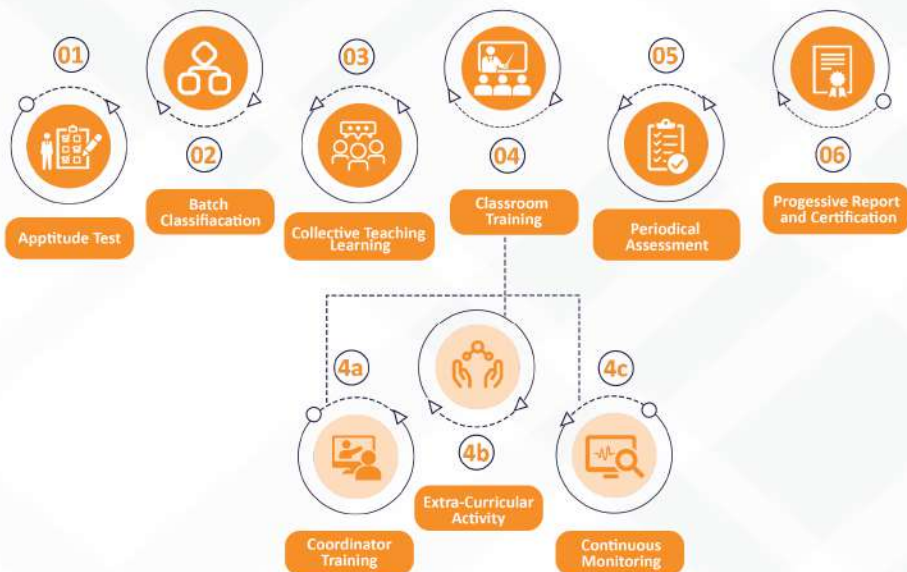 01
Apptitude Test
02
Batch
Classifiacation
03
Collective Teaching
Learning
04
Classroom
Training
05
Periodical
Assessment
06
Progessive Report
and Certification
4a
Coordinator
Training
4b
Extra-Curricular
Activity
4c
Continuous
Monitoring